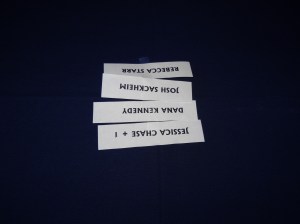 JESSICA CHASE + 1
DANA KENNEDY
JOSH SACKHEIM
REBECCA STARR